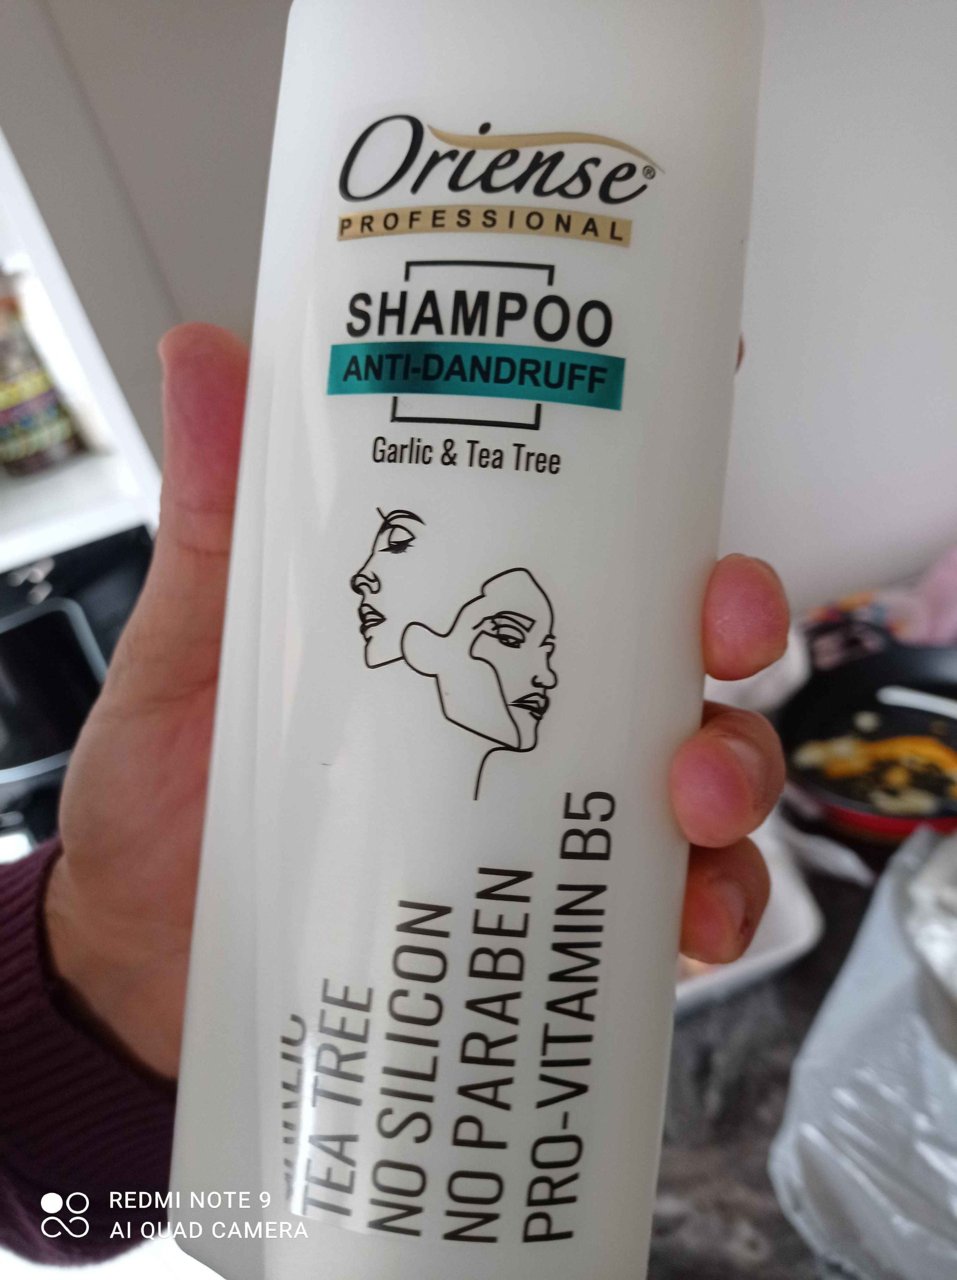 Oriense®
PROFESSIONAL
SHAMPOO
ANTI-DANDRUFF
Garlic & Tea Tree
TEA TREE
NO SILICON
NO PARABEN
PRO-VITAMIN B5
REDMI NOTE 9
AI QUAD CAMERA